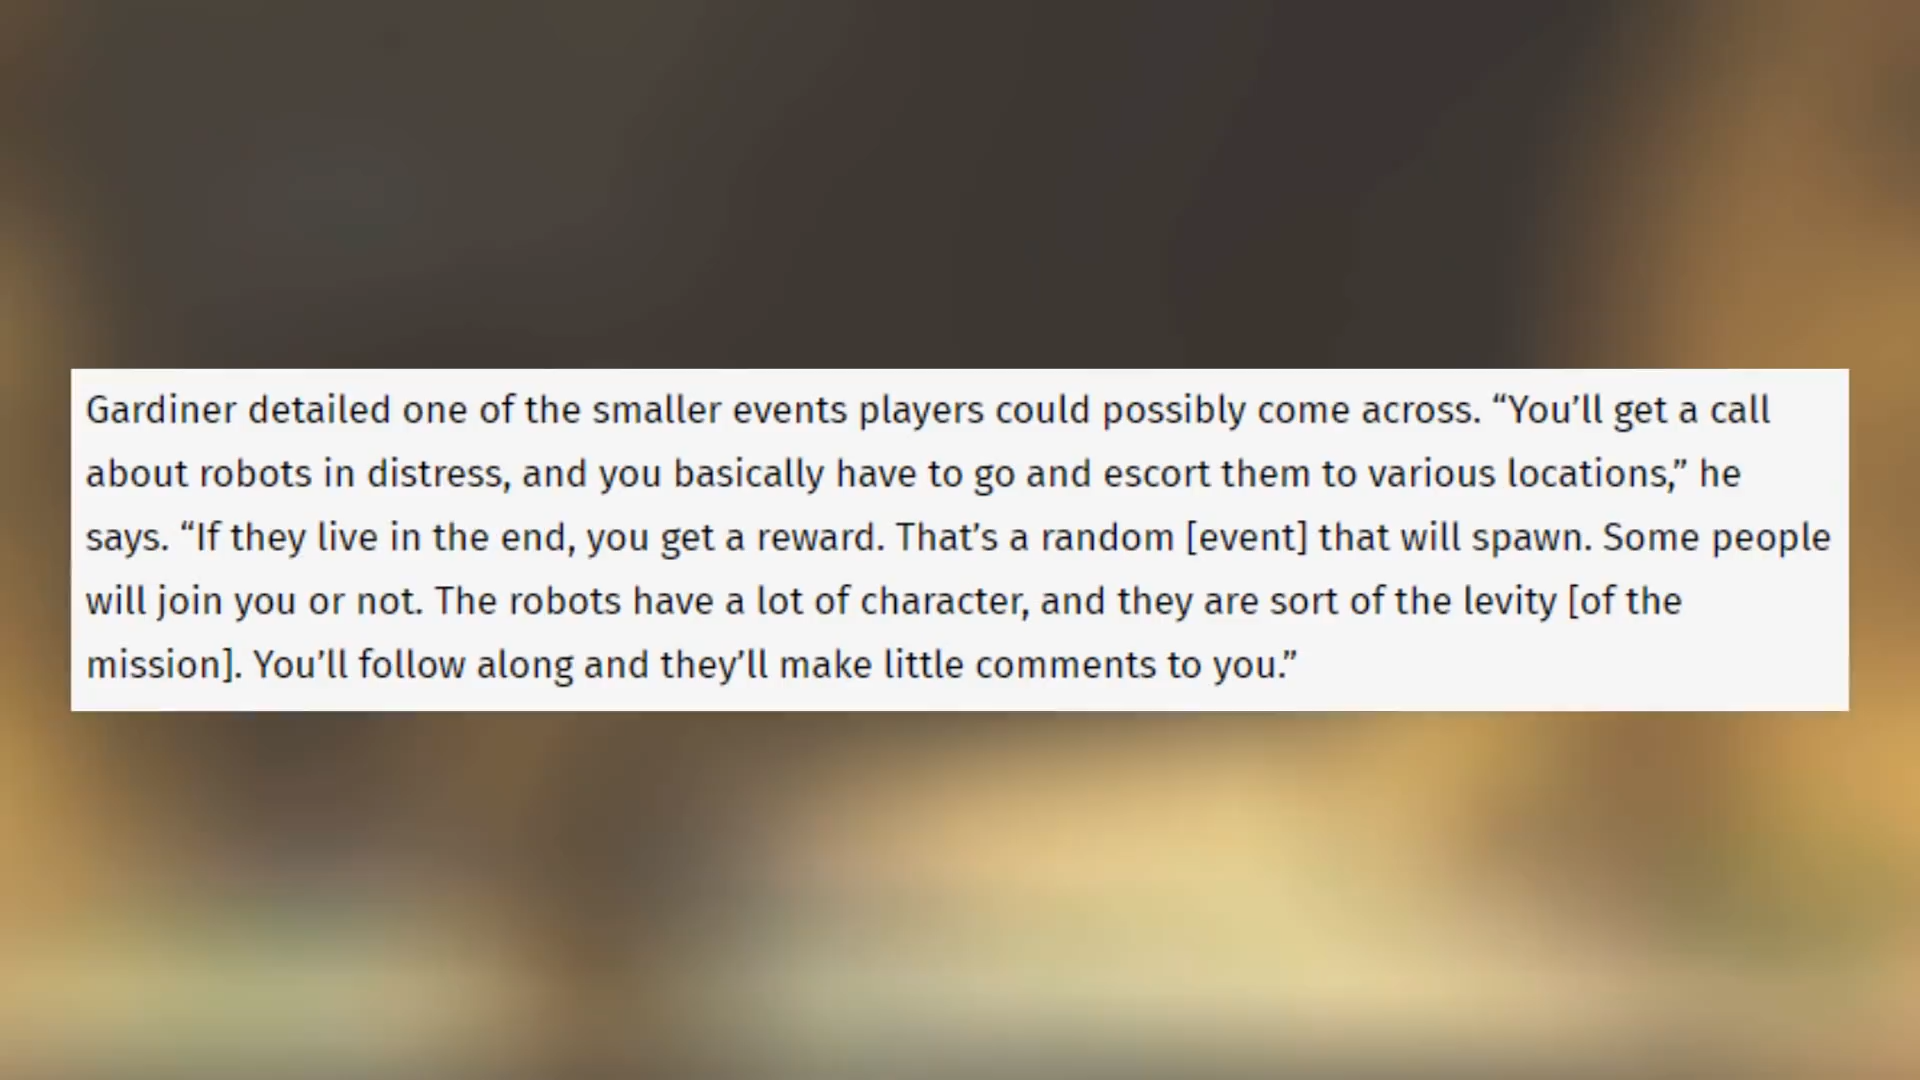 Gardiner detailed one of the smaller events players could possibly come across. “You’ll get a call
about robots in distress, and you basically have to go and escort them to various locations,” he
says. “If they live in the end, you get a reward. That’s a random [event] that will spawn. Some people
will join you or not. The robots have a lot of character, and they are sort of the levity [of the
mission]. You’ll follow along and they’ll make little comments to you.”